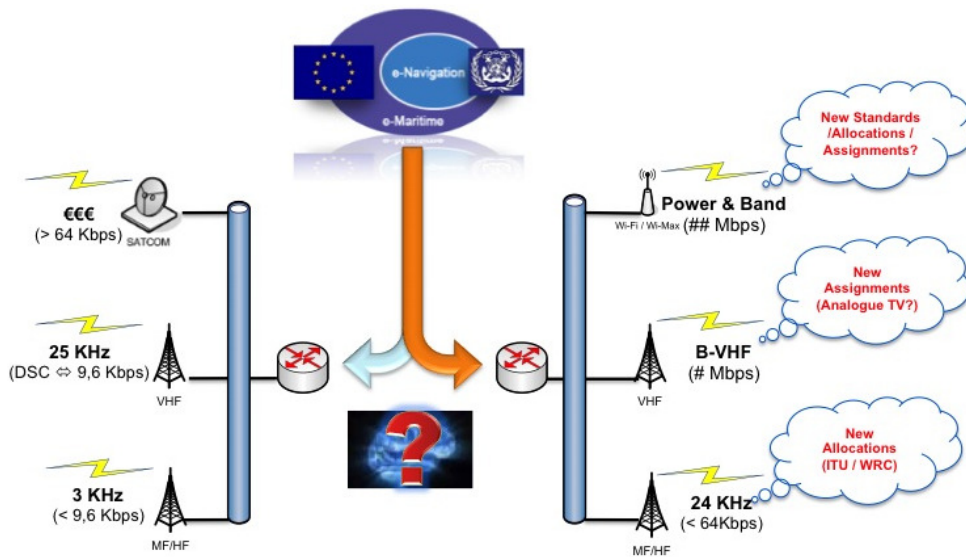 e-Navigation
e-Maritime
€€€
(> 64 Kbps)
SATCOM
25 KHz
(DSC ⇔ 9,6 Kbps)
VHF
3 KHz
(< 9,6 Kbps)
MF/HF
?
Power & Band
Wi-Fi / Wi-Max (## Mbps)
New Standards
/Allocations /
Assignments?
B-VHF
(# Mbps)
VHF
New
Assignments
(Analogue TV?)
24 KHz
(< 64Kbps)
MF/HF
New
Allocations
(ITU / WRC)